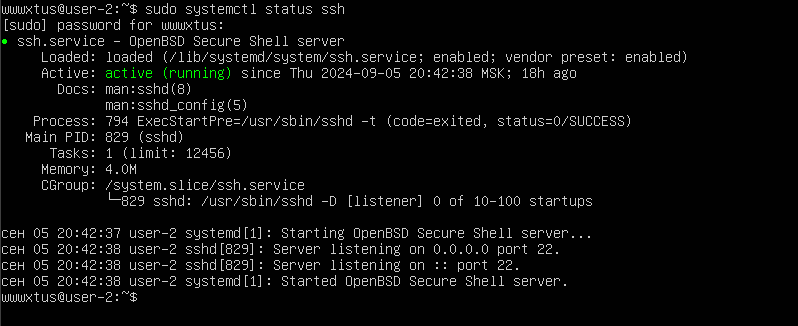 wwwxtus@user-2:~$ sudo systemctl status ssh
[sudo] password for wwwxtus:
● ssh.service – OpenBSD Secure Shell server
Loaded: loaded (/lib/systemd/system/ssh.service; enabled; vendor preset: enabled)
Active: active (running) since Thu 2024-09-05 20:42:38 MSK; 18h ago
Docs: man:sshd(8)
man:sshd_config(5)
Process: 794 ExecStartPre=/usr/sbin/sshd -t (code=exited, status=0/SUCCESS)
Main PID: 829 (sshd)
Tasks: 1 (limit: 12456)
Memory: 4.0M
CGroup: /system.slice/ssh.service
└─829 sshd: /usr/sbin/sshd -D [listener] 0 of 10-100 startups
сен 05 20:42:37 user-2 systemd[1]: Starting OpenBSD Secure Shell server...
сен 05 20:42:38 user-2 sshd[829]: Server listening on 0.0.0.0 port 22.
сен 05 20:42:38 user-2 sshd[829]: Server listening on :: port 22.
сен 05 20:42:38 user-2 systemd[1]: Started OpenBSD Secure Shell server.
wwwxtus@user-2:~$